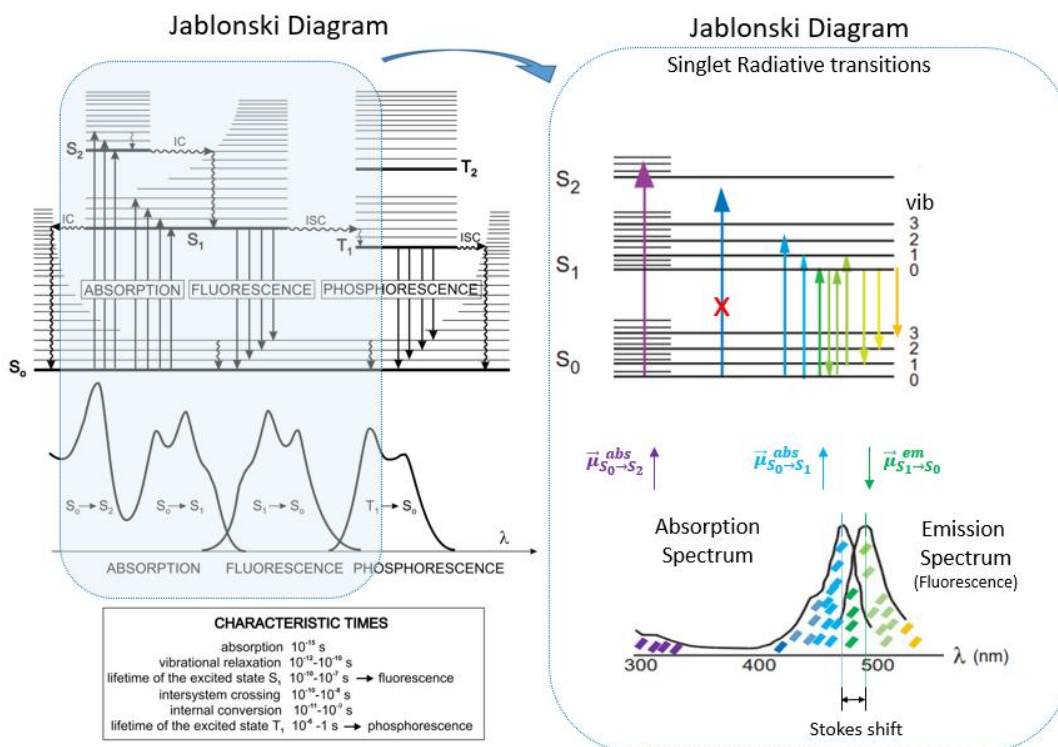 Jablonski Diagram
S₂
IC
T₂
IC
S₁
ISC
T₁
ISC
ABSORPTION
FLUORESCENCE
PHOSPHORESCENCE
S₀
S₀ → S₂
S₀ → S₁
S₁ → S₀
T₁ → S₀
λ
ABSORPTION
FLUORESCENCE
PHOSPHORESCENCE
CHARACTERISTIC TIMES
absorption 10⁻¹⁵ s
vibrational relaxation 10⁻¹²-10⁻¹⁰ s
lifetime of the excited state S₁ 10⁻¹⁰-10⁻⁷ s → fluorescence
intersystem crossing 10⁻¹⁰-10⁻⁸ s
internal conversion 10⁻¹¹-10⁻⁹ s
lifetime of the excited state T₁ 10⁻⁶ -1 s → phosphorescence
Jablonski Diagram
Singlet Radiative transitions
S₂
vib
3
2
S₁
1
0
X
3
S₀
2
1
0
μ⃗ abs S₀→S₂
μ⃗ abs S₀→S₁
μ⃗ em S₁→S₀
Absorption
Spectrum
Emission
Spectrum
(Fluorescence)
300
400
500
λ (nm)
Stokes shift